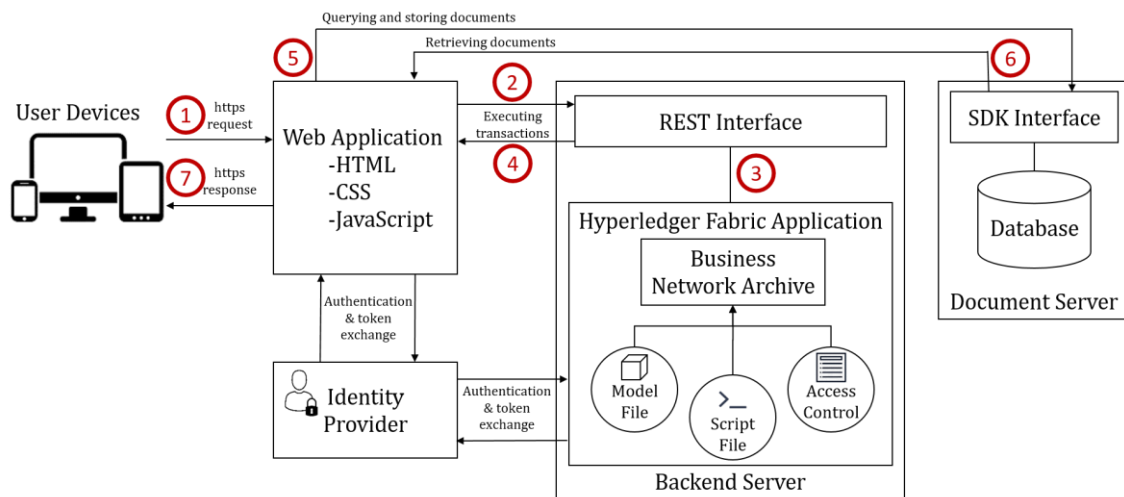 Querying and storing documents
5
Retrieving documents
6
User Devices
1
https
request
7
https
response
Web Application
-HTML
-CSS
-JavaScript
2
Executing
transactions
4
REST Interface
3
SDK Interface
Database
Document Server
Hyperledger Fabric Application
Business
Network Archive
Model
File
Script
File
Access
Control
Backend Server
Authentication
& token
exchange
Identity
Provider
Authentication
& token
exchange